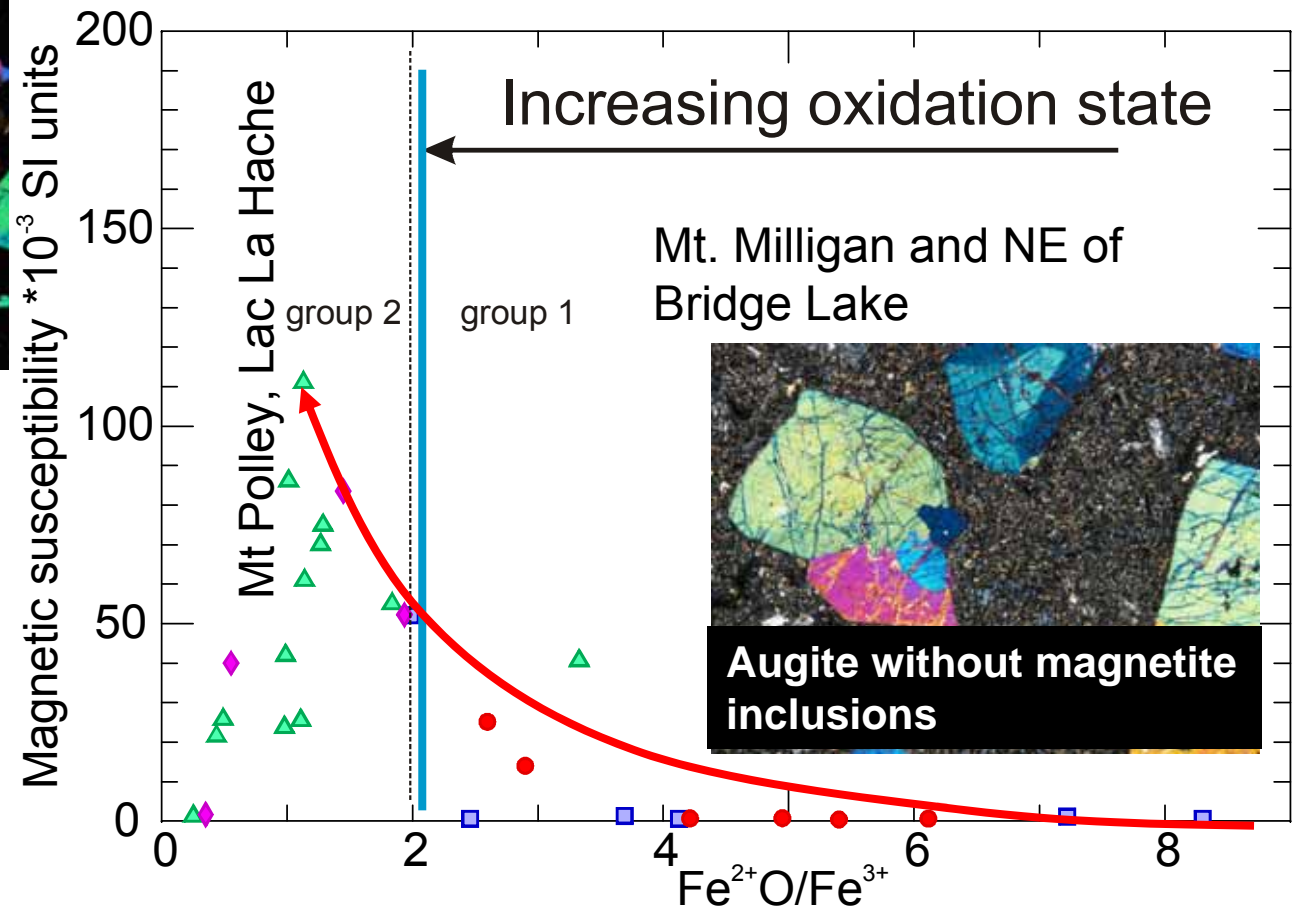 200
150
100
50
0
Magnetic susceptibility *10⁻³ SI units
Mt Polley, Lac La Hache
Increasing oxidation state
Mt. Milligan and NE of
Bridge Lake
group 2
group 1
Augite without magnetite
inclusions
0
2
4
6
8
Fe²⁺O/Fe³⁺